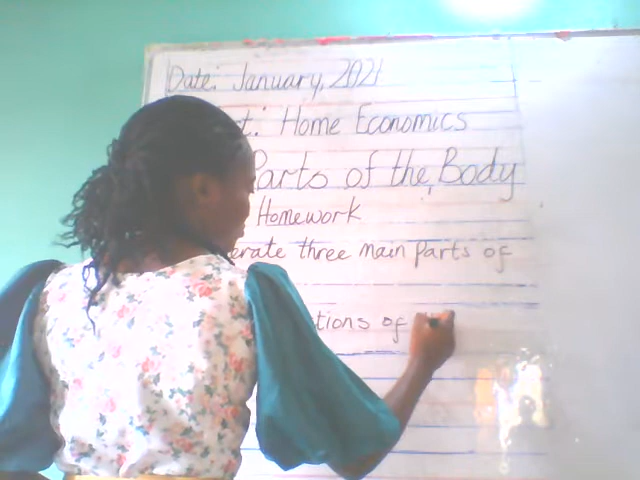 Date: January, 2021
t: Home Economics
Parts of the Body
Homework
erate three main parts of
tions of